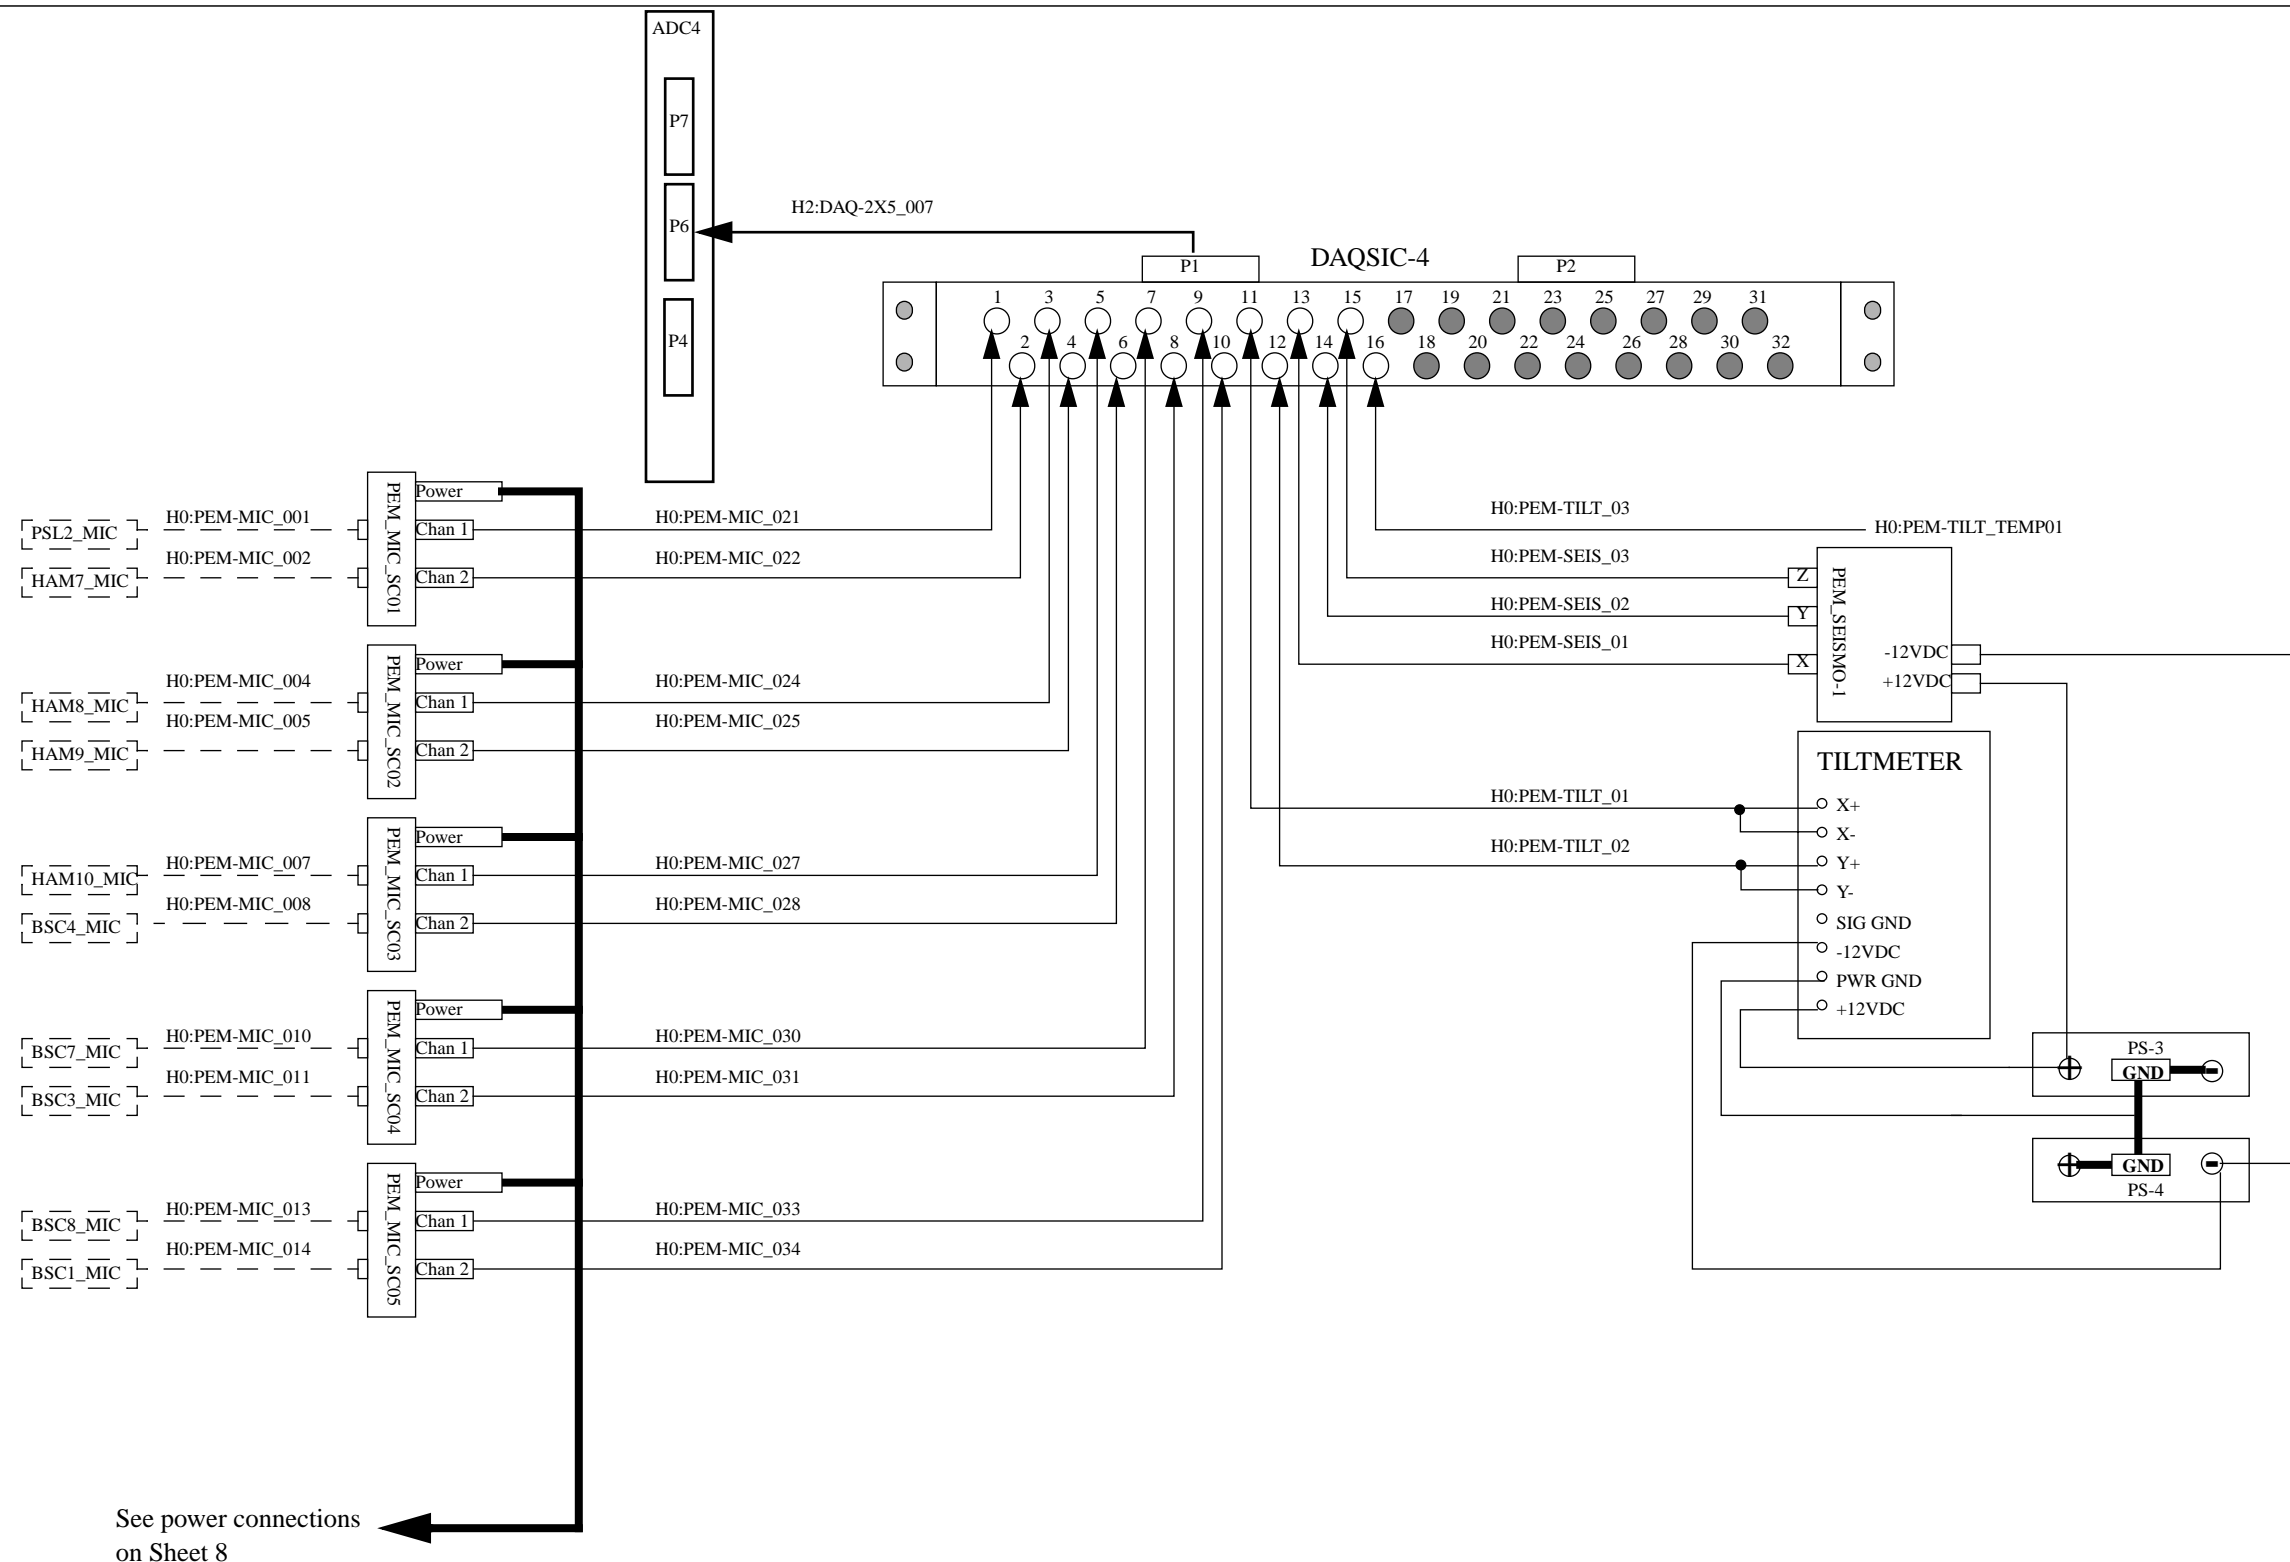 ADC4
P7
P6
P4
H2:DAQ-2X5_007
DAQSIC-4
P1
P2
1 3 5 7 9 11 13 15 17 19 21 23 25 27 29 31
2 4 6 8 10 12 14 16 18 20 22 24 26 28 30 32
PSL2_MIC
H0:PEM-MIC_001
HAM7_MIC
H0:PEM-MIC_002
PEM_MIC_SC01
Power
Chan 1
Chan 2
H0:PEM-MIC_021
H0:PEM-MIC_022
HAM8_MIC
H0:PEM-MIC_004
HAM9_MIC
H0:PEM-MIC_005
PEM_MIC_SC02
Power
Chan 1
Chan 2
H0:PEM-MIC_024
H0:PEM-MIC_025
HAM10_MIC
H0:PEM-MIC_007
BSC4_MIC
H0:PEM-MIC_008
PEM_MIC_SC03
Power
Chan 1
Chan 2
H0:PEM-MIC_027
H0:PEM-MIC_028
BSC7_MIC
H0:PEM-MIC_010
BSC3_MIC
H0:PEM-MIC_011
PEM_MIC_SC04
Power
Chan 1
Chan 2
H0:PEM-MIC_030
H0:PEM-MIC_031
BSC8_MIC
H0:PEM-MIC_013
BSC1_MIC
H0:PEM-MIC_014
PEM_MIC_SC05
Power
Chan 1
Chan 2
H0:PEM-MIC_033
H0:PEM-MIC_034
H0:PEM-TILT_03
H0:PEM-TILT_TEMP01
H0:PEM-SEIS_03
H0:PEM-SEIS_02
H0:PEM-SEIS_01
Z
Y
X
PEM_SEISMO-1
-12VDC
+12VDC
H0:PEM-TILT_01
H0:PEM-TILT_02
TILTMETER
X+
X-
Y+
Y-
SIG GND
-12VDC
PWR GND
+12VDC
PS-3
GND
GND
PS-4
See power connections
on Sheet 8